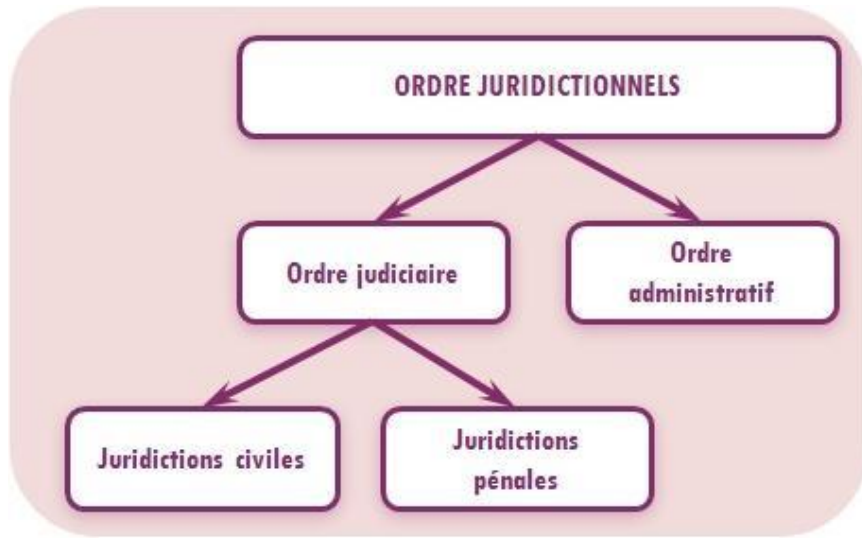 ORDRE JURIDICTIONNELS
Ordre judiciaire
Ordre
administratif
Juridictions civiles
Juridictions
pénales